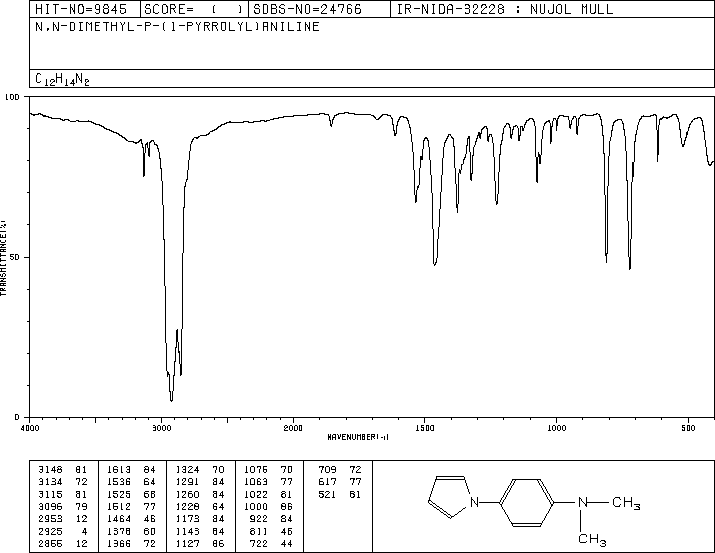 HIT-NO=9845 SCORE= ( ) SDBS-NO=24766 IR-NIDA-32228 : NUJOL MULL
N,N-DIMETHYL-P-(1-PYRROLYL)ANILINE
C12H14N2
100
TRANSMITTANCE(%)
50
0
4000 3000 2000 1500 1000 500
WAVENUMBER(-1)
3148 81 1613 84 1324 70 1076 70 709 72
3134 72 1536 64 1291 84 1063 77 617 77
3115 81 1525 68 1260 84 1022 81 521 81
3096 79 1512 77 1228 64 1000 86
2953 12 1464 46 1173 84 922 84
2925 4 1378 60 1145 84 811 46
2855 12 1366 72 1127 86 722 44
N N CH3
CH3